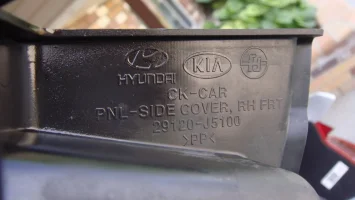 HYUNDAI KIA
CK-CAR
PNL-SIDE COVER, RH FRT
29120-J5100
>PP<